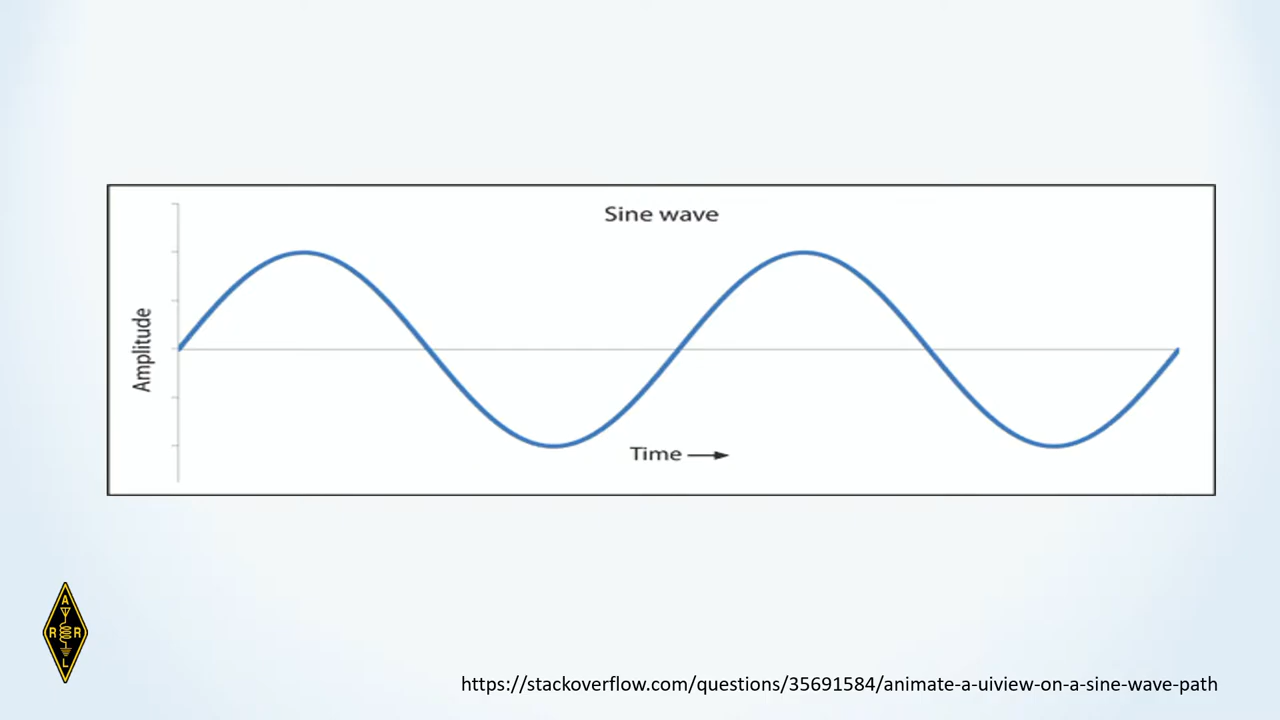 Sine wave
Amplitude
Time
A
R R
L
https://stackoverflow.com/questions/35691584/animate-a-uiview-on-a-sine-wave-path